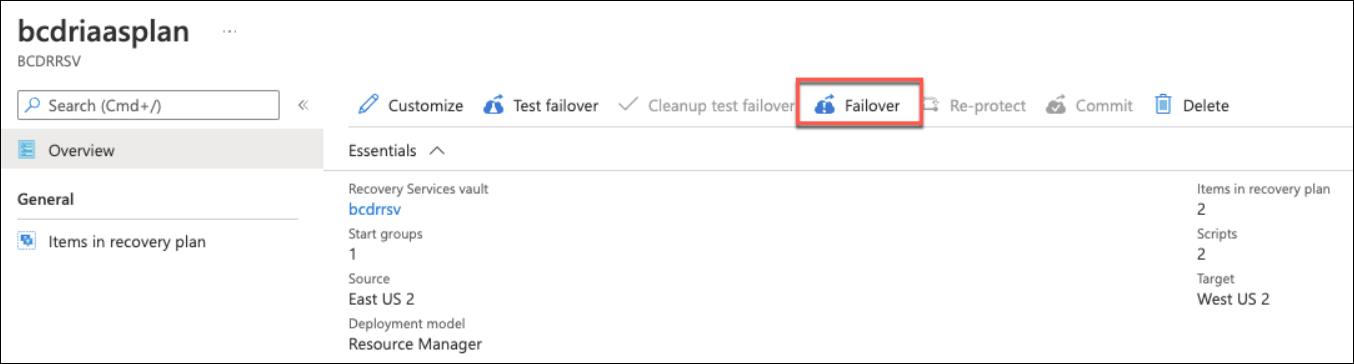 bcdriaasplan ...
BCDRRSV
Search (Cmd+/) «
Customize Test failover Cleanup test failover Failover Re-protect Commit Delete
Overview
Essentials
General
Items in recovery plan
Recovery Services vault
bcdrrsv
Start groups
1
Source
East US 2
Deployment model
Resource Manager
Items in recovery plan
2
Scripts
2
Target
West US 2